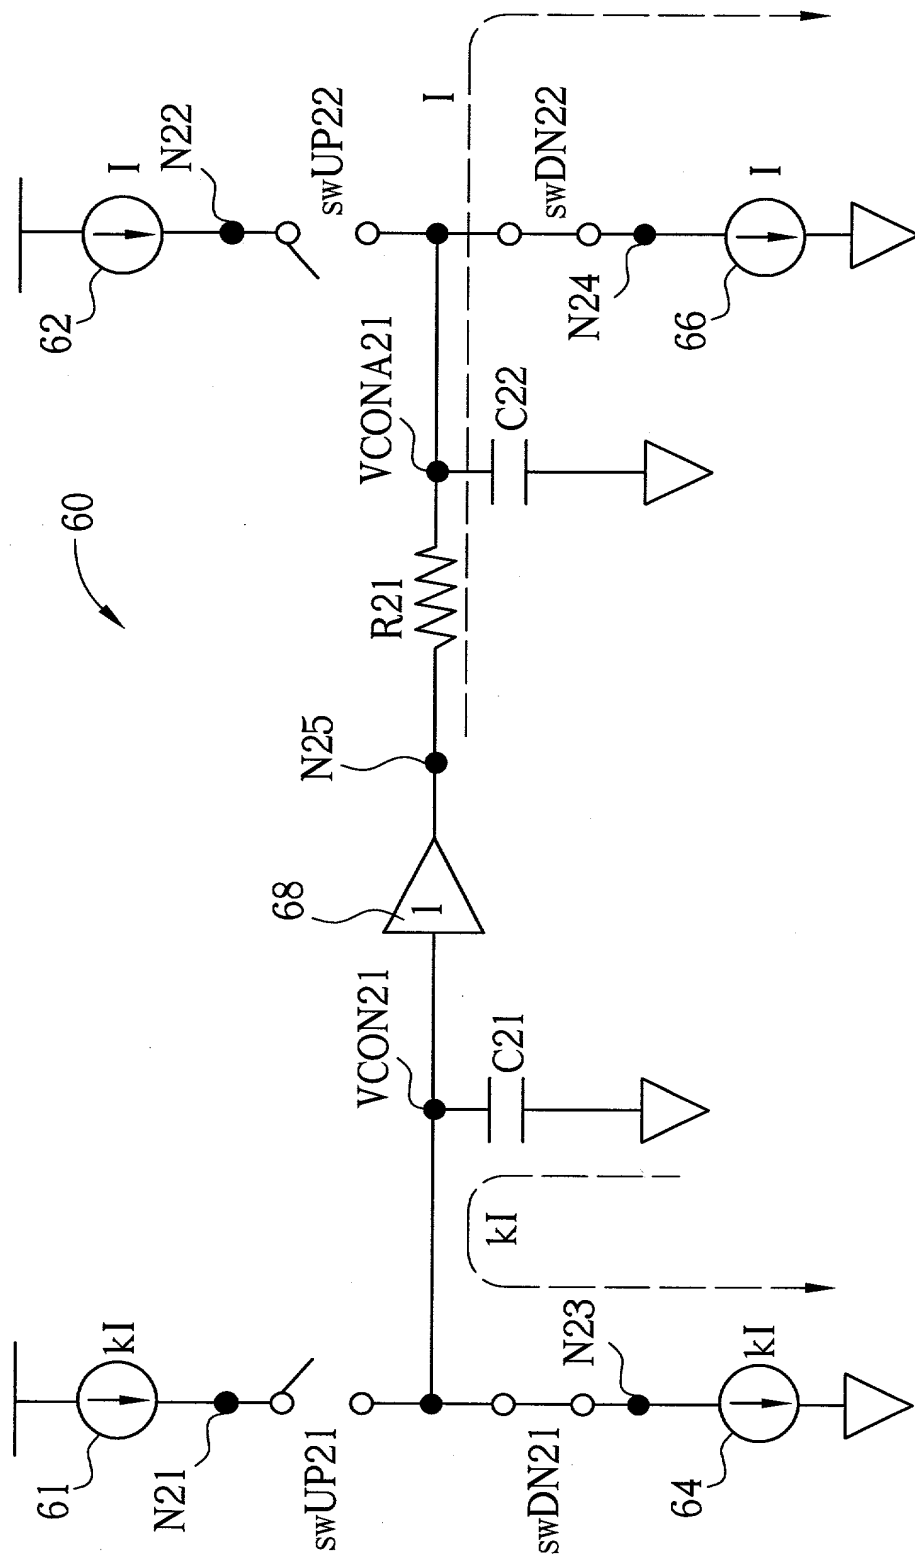 60
61
kI
N21
swUP21
swDN21
N23
64
kI
kI
VCON21
C21
68
1
N25
R21
VCONA21
C22
62
I
N22
swUP22
I
swDN22
N24
66
I